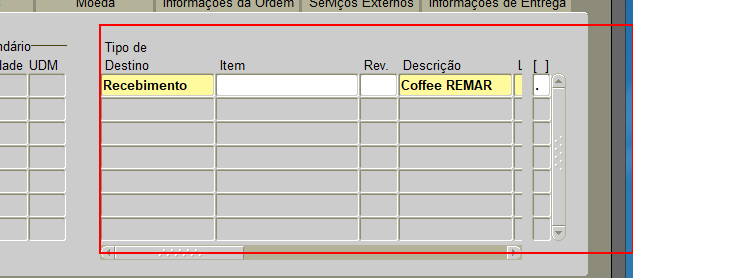 Moeda Informações da Ordem Serviços Externos Informações de Entrega
ndário
Tipo de
lade UDM Destino Item Rev. Descrição L [ ]
Recebimento Coffee REMAR .